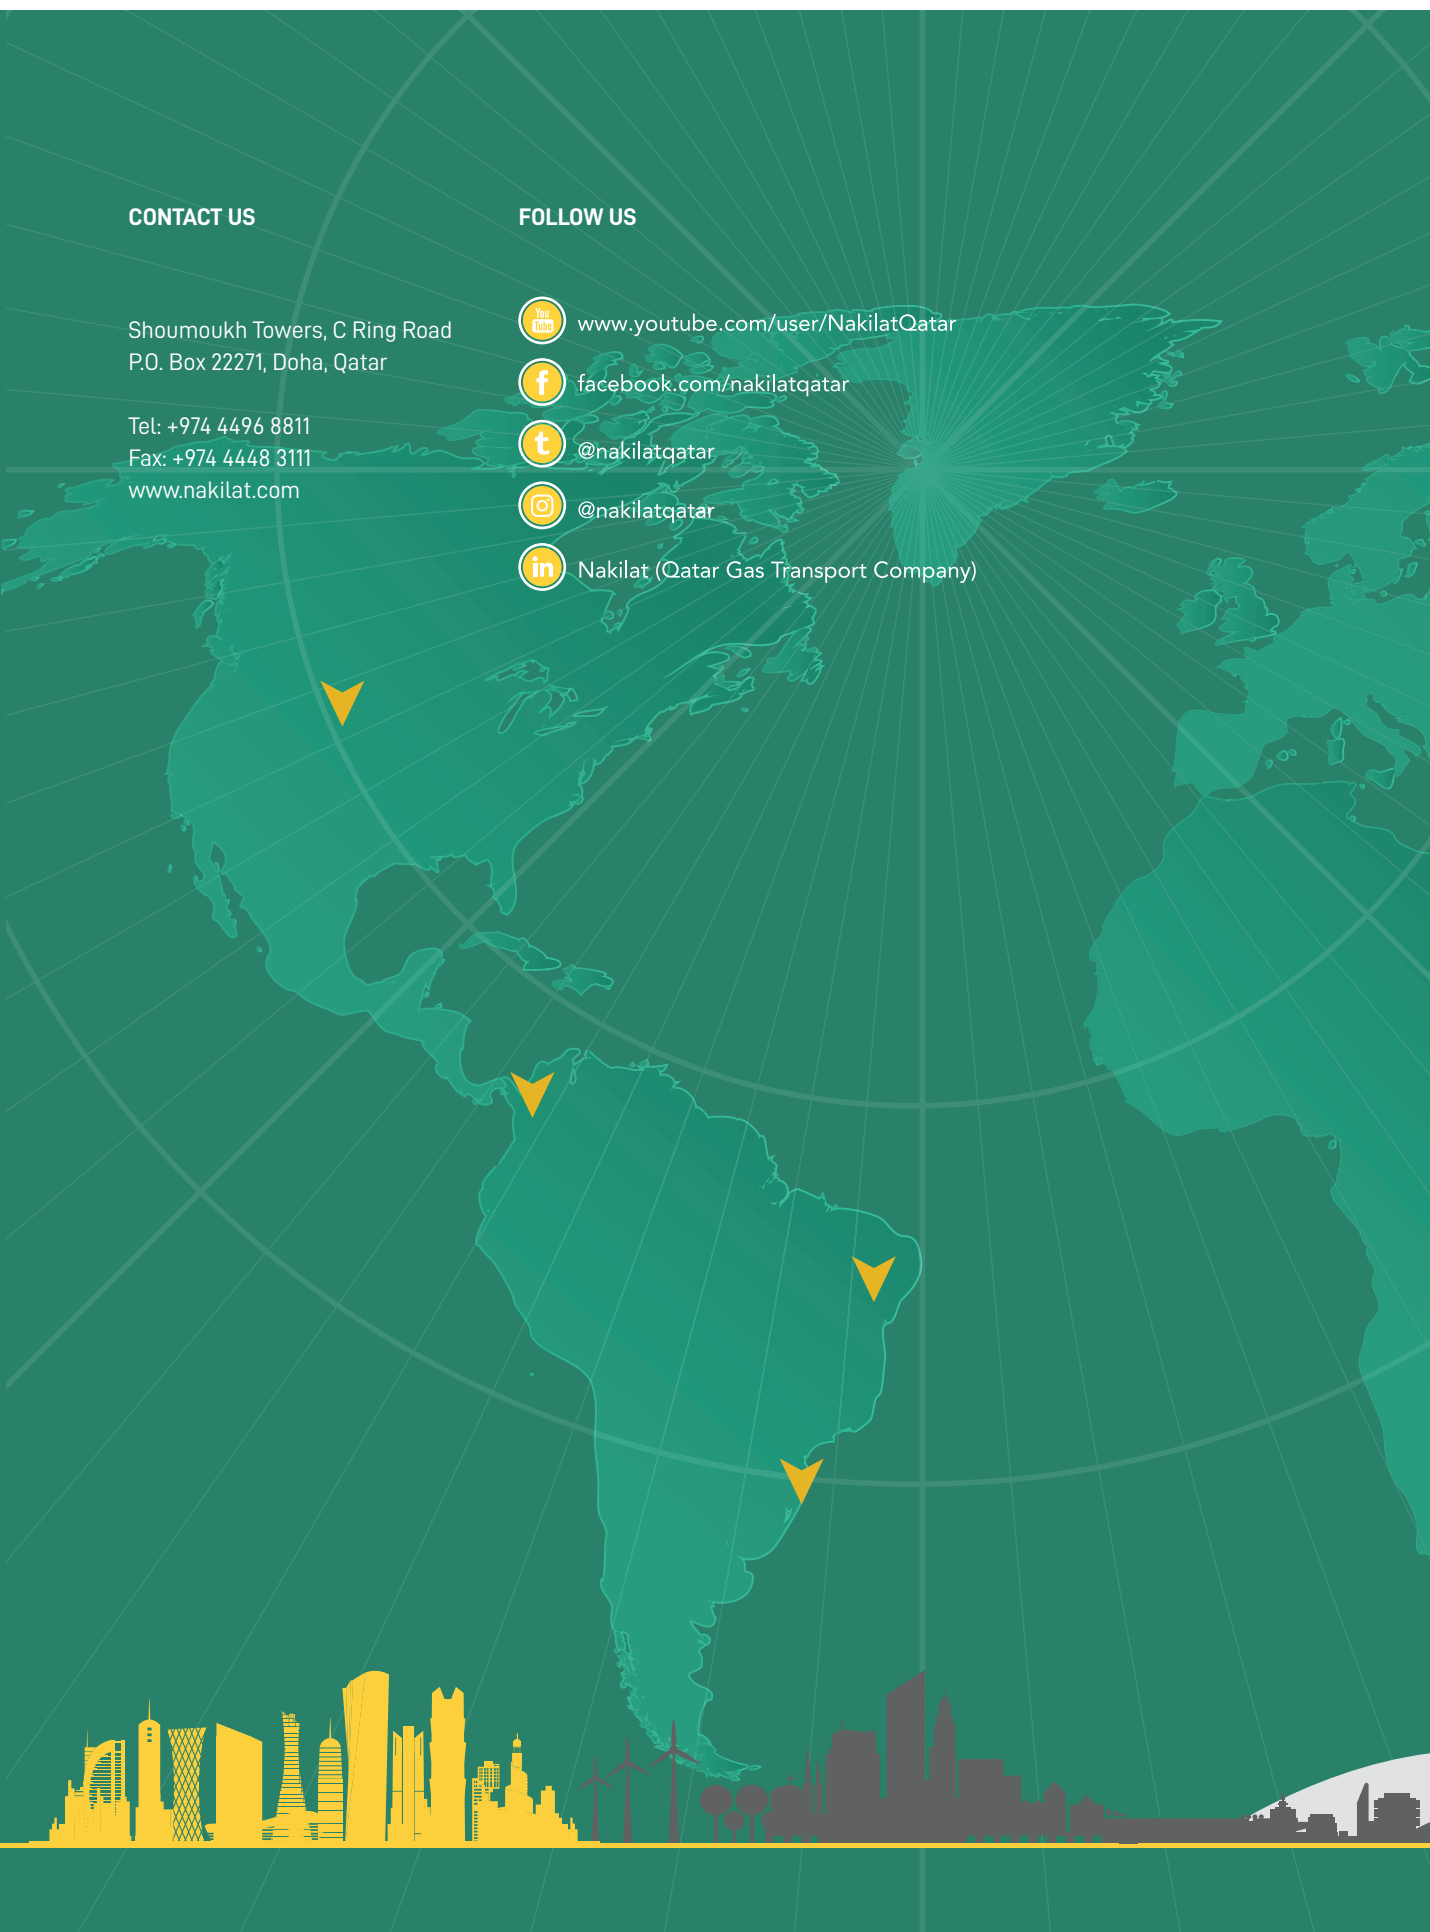 CONTACT US
Shoumoukh Towers, C Ring Road
P.O. Box 22271, Doha, Qatar
Tel: +974 4496 8811
Fax: +974 4448 3111
www.nakilat.com
FOLLOW US
You
Tube
www.youtube.com/user/NakilatQatar
f
facebook.com/nakilatqatar
t
@nakilatqatar
@nakilatqatar
in
Nakilat (Qatar Gas Transport Company)